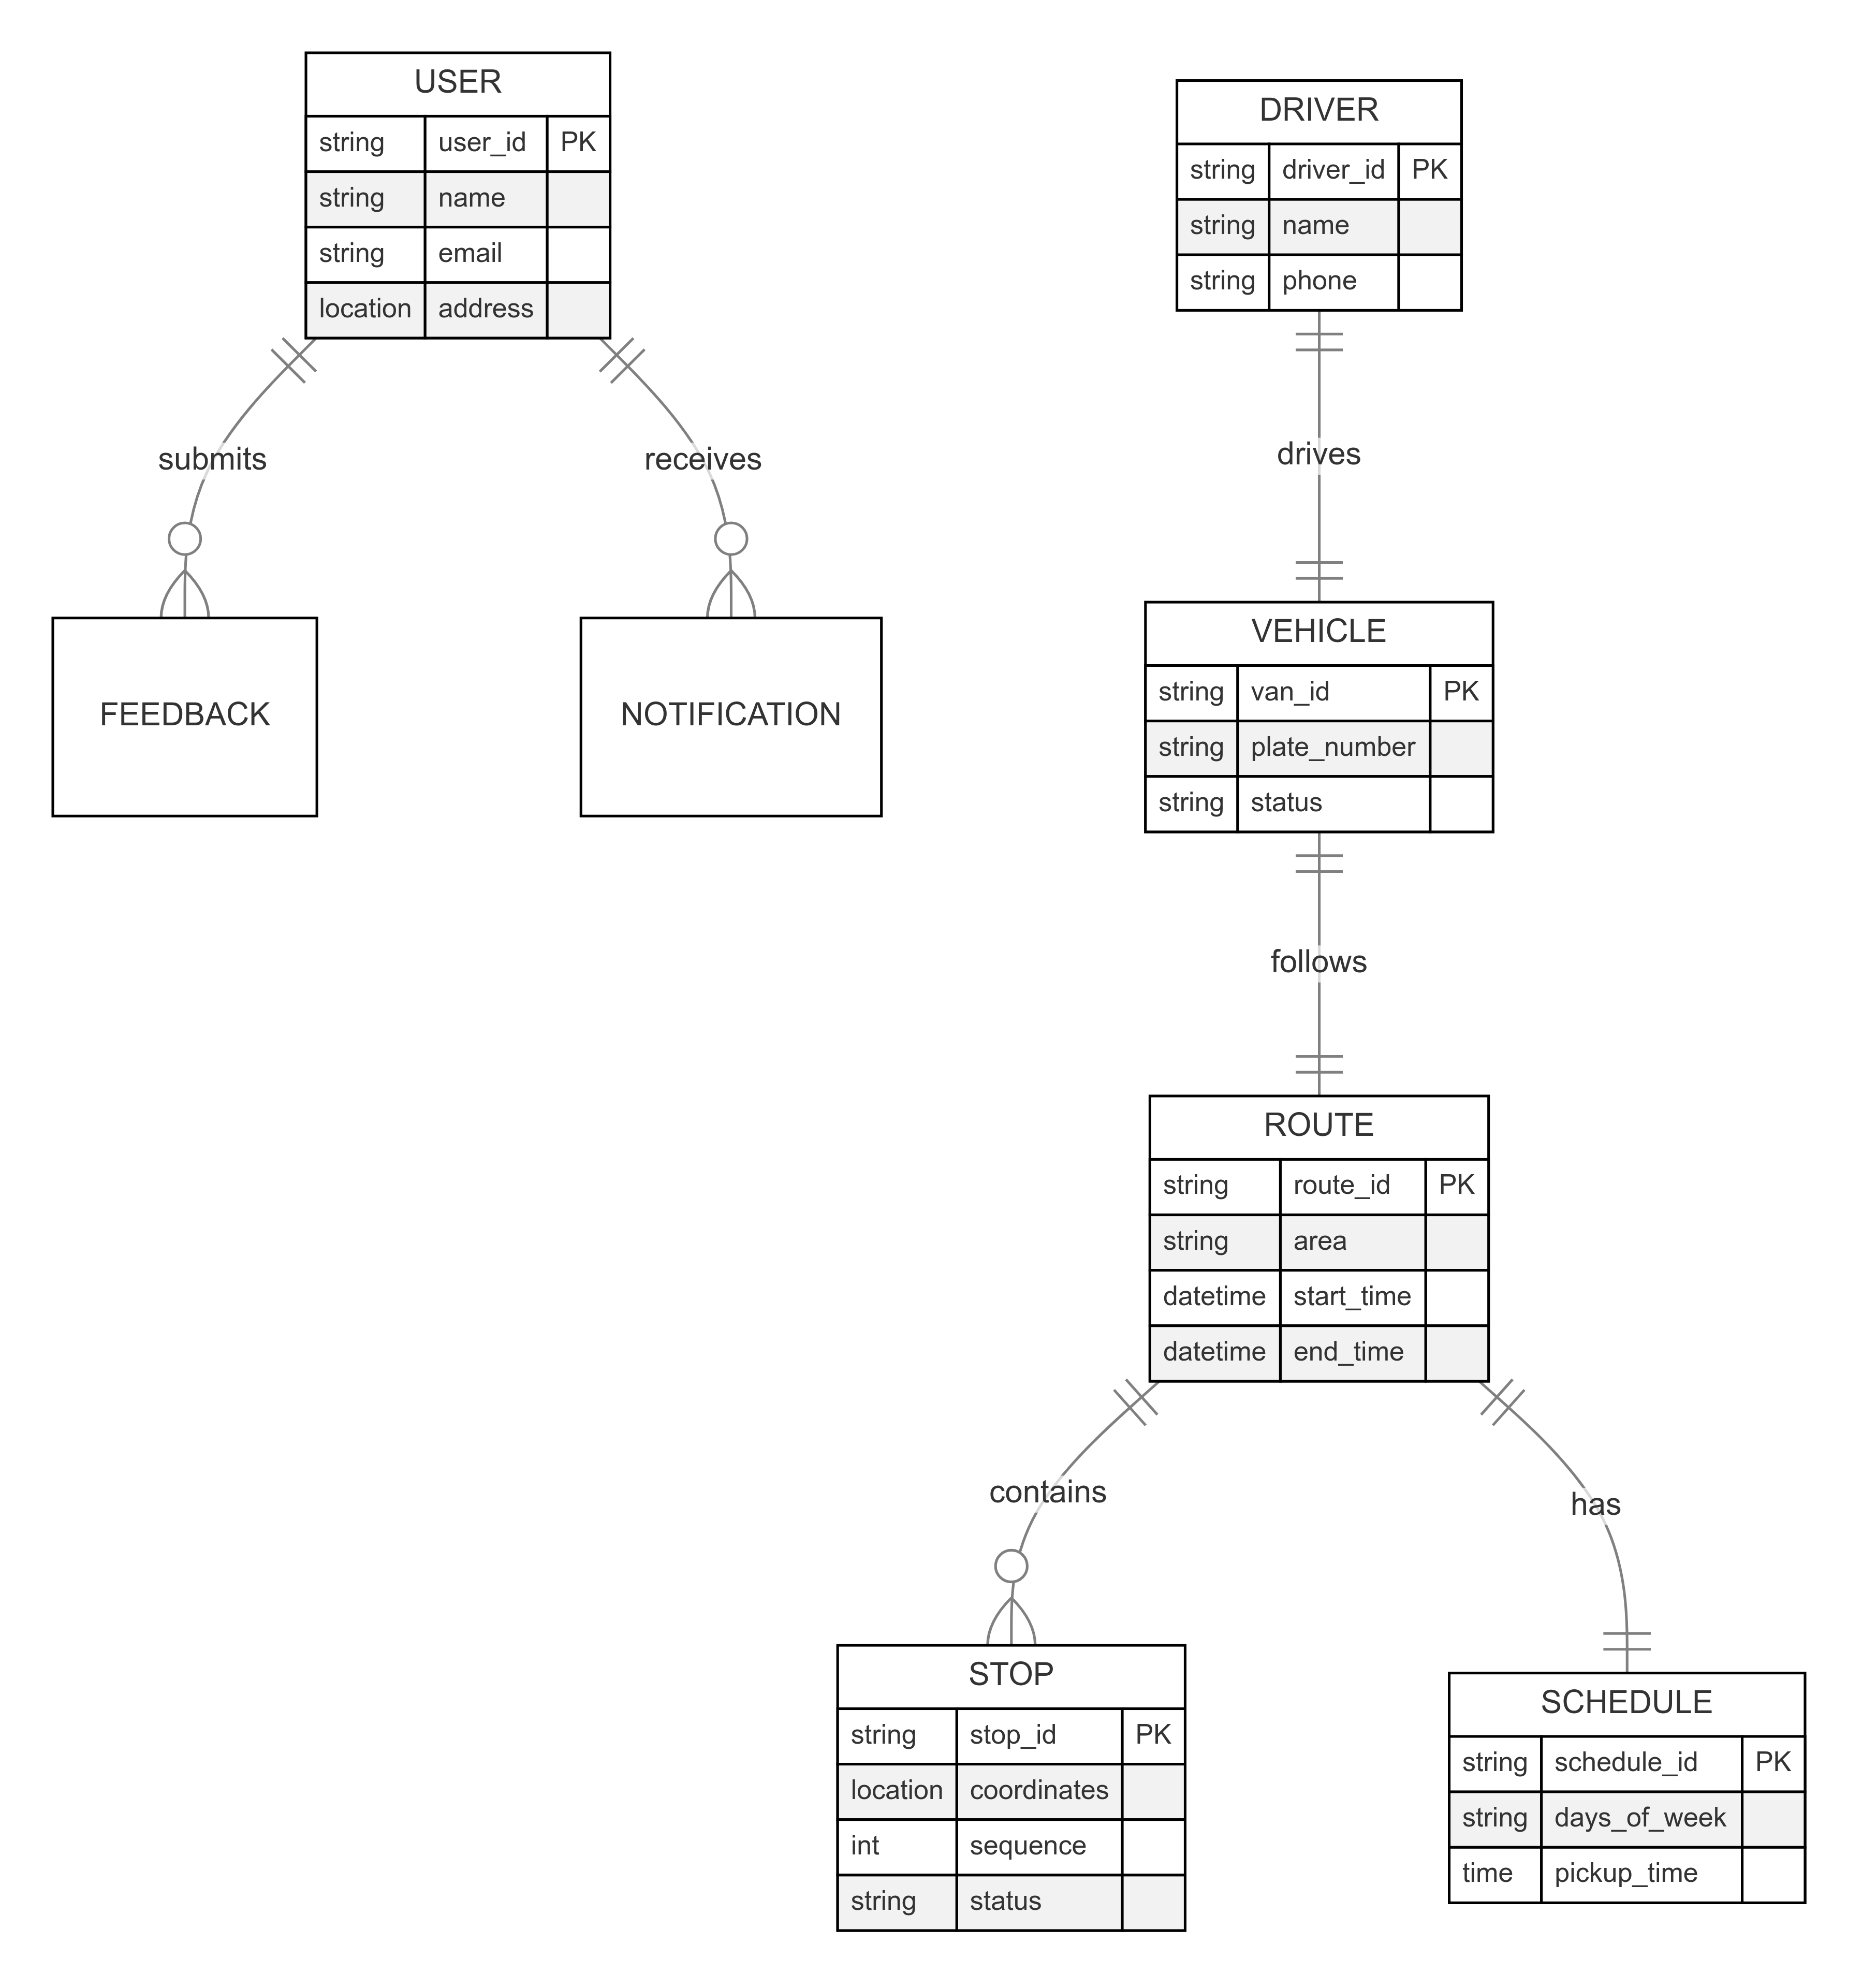 USER
string user_id PK
string name
string email
location address
submits
receives
FEEDBACK
NOTIFICATION
DRIVER
string driver_id PK
string name
string phone
drives
VEHICLE
string van_id PK
string plate_number
string status
follows
ROUTE
string route_id PK
string area
datetime start_time
datetime end_time
contains
has
STOP
string stop_id PK
location coordinates
int sequence
string status
SCHEDULE
string schedule_id PK
string days_of_week
time pickup_time